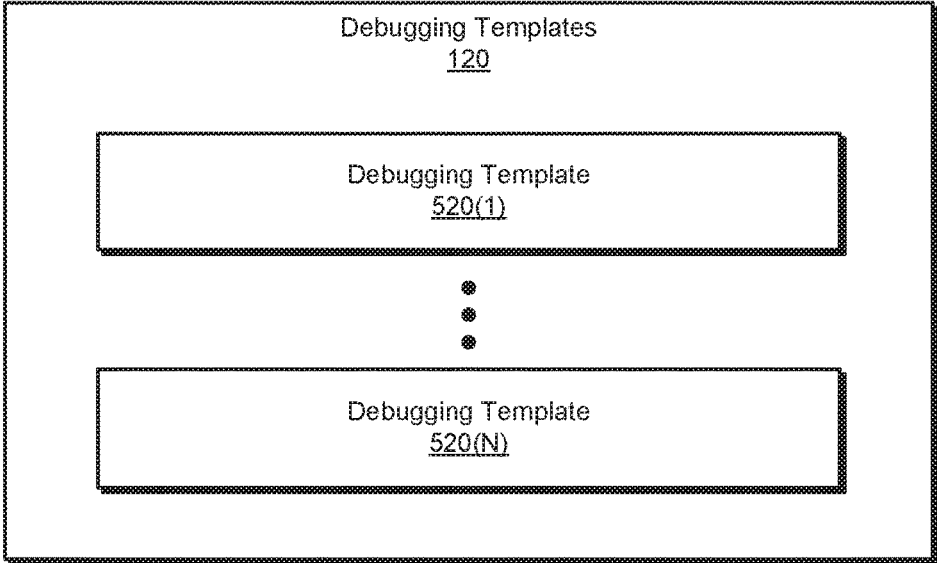 Debugging Templates
120
Debugging Template
520(1)
Debugging Template
520(N)